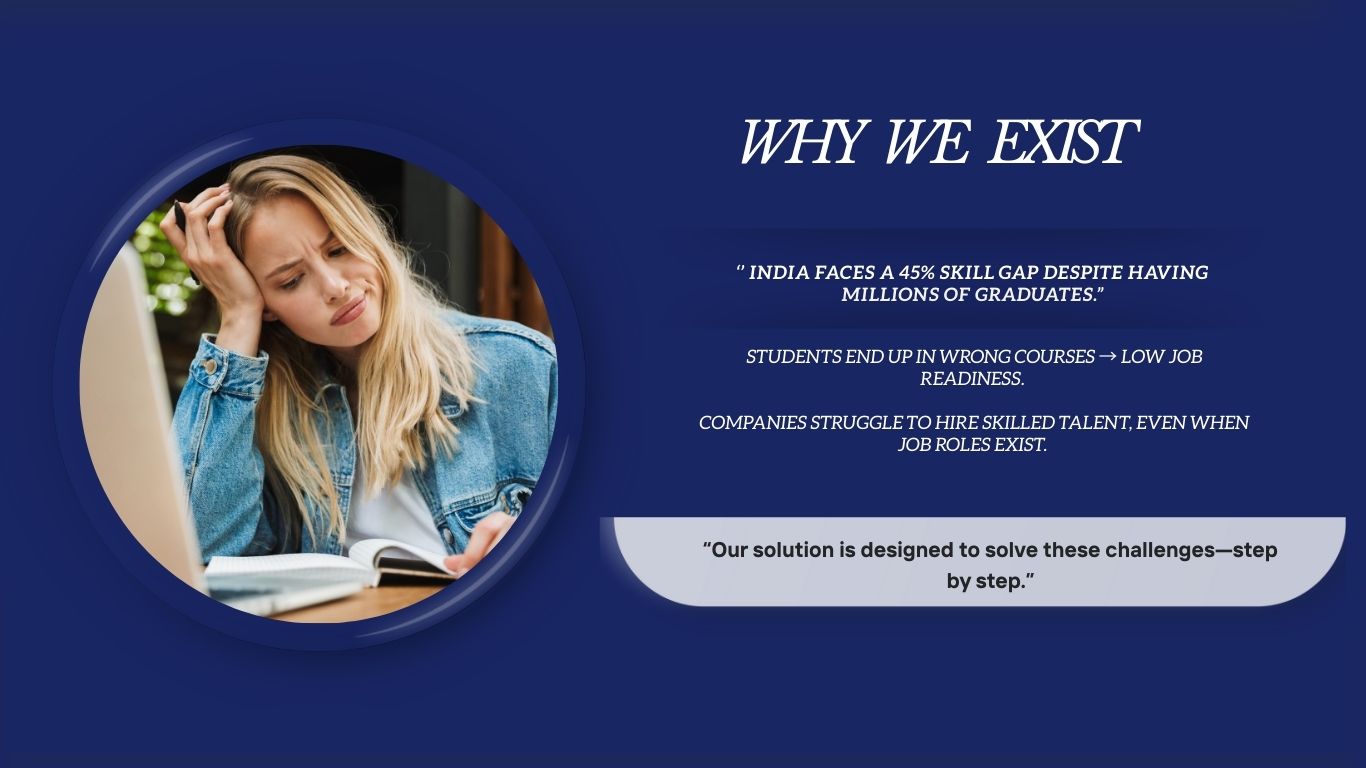 WHY WE EXIST
‘’ INDIA FACES A 45% SKILL GAP DESPITE HAVING
MILLIONS OF GRADUATES.”
STUDENTS END UP IN WRONG COURSES → LOW JOB
READINESS.
COMPANIES STRUGGLE TO HIRE SKILLED TALENT, EVEN WHEN
JOB ROLES EXIST.
“Our solution is designed to solve these challenges—step
by step.”